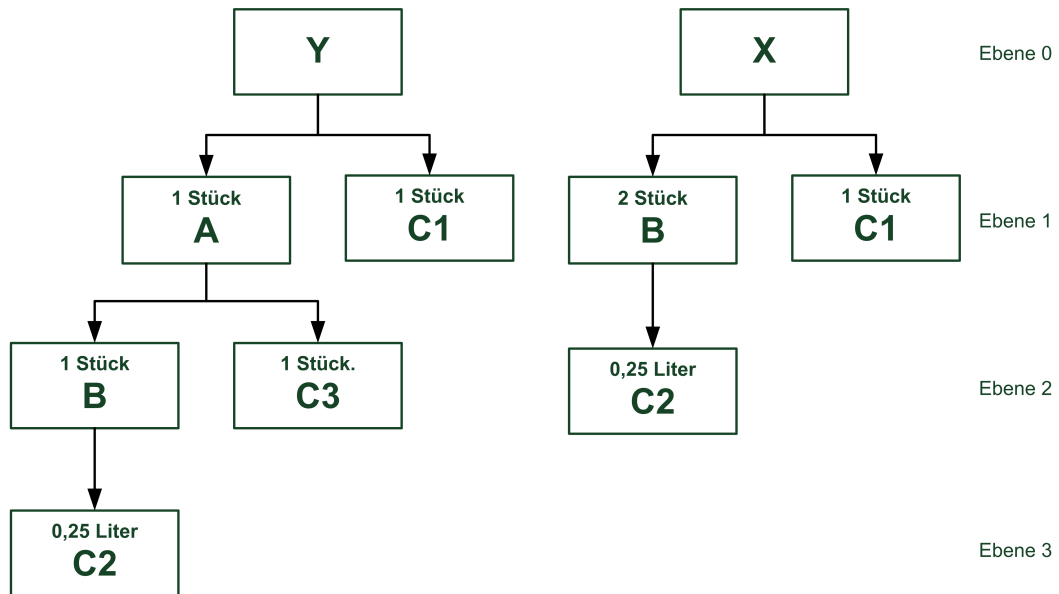 Y
X
Ebene 0
1 Stück
A
1 Stück
C1
2 Stück
B
1 Stück
C1
Ebene 1
1 Stück
B
1 Stück.
C3
0,25 Liter
C2
Ebene 2
0,25 Liter
C2
Ebene 3